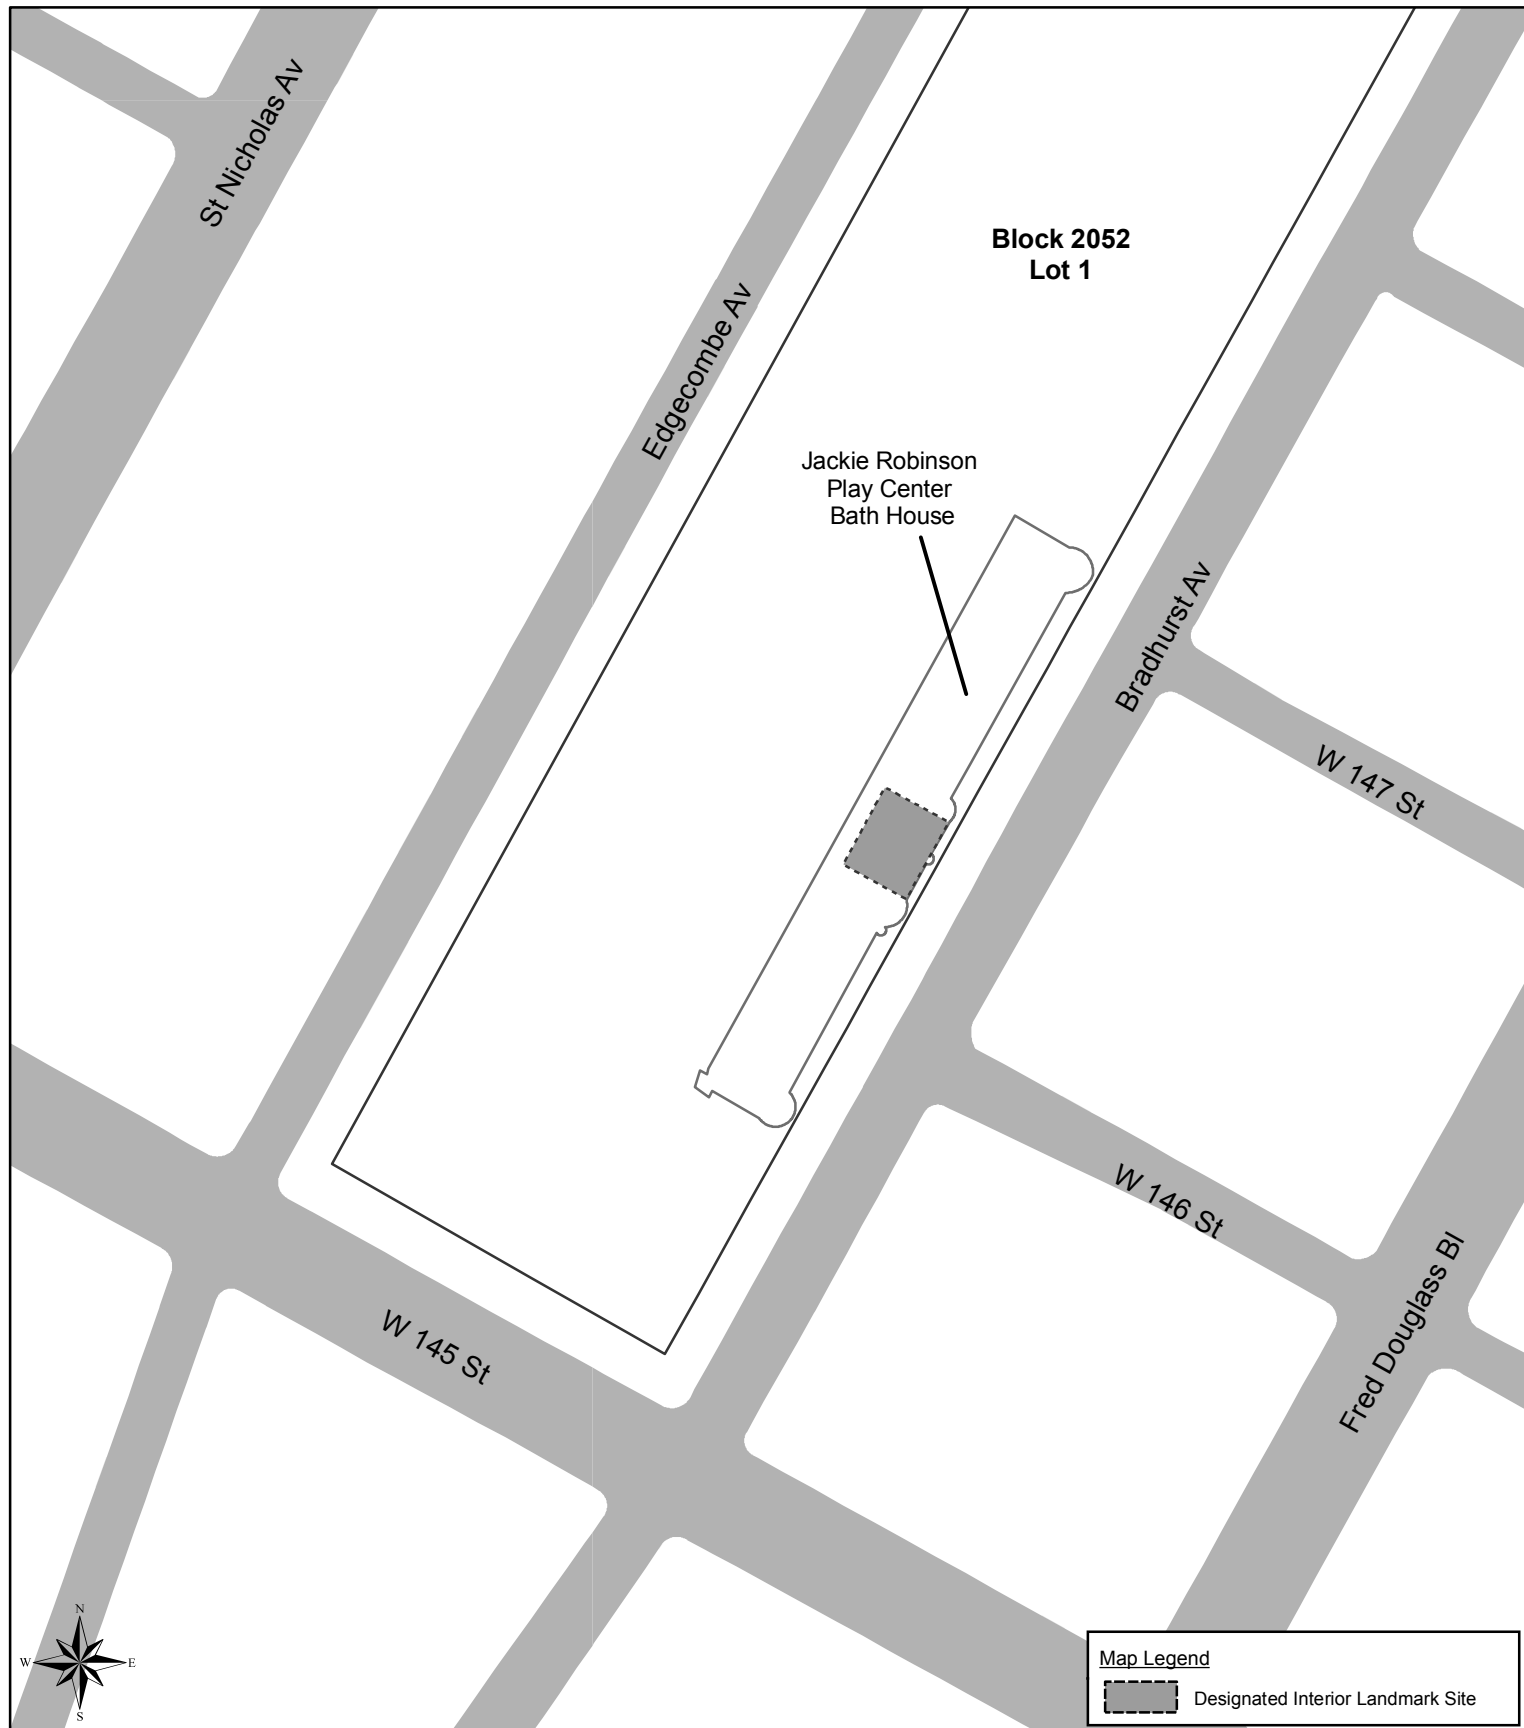 St Nicholas Av
Block 2052
Lot 1
Edgecombe Av
Jackie Robinson
Play Center
Bath House
Bradhurst Av
W 147 St
W 146 St
Fred Douglass Bl
W 145 St
N
W
E
S
Map Legend
Designated Interior Landmark Site